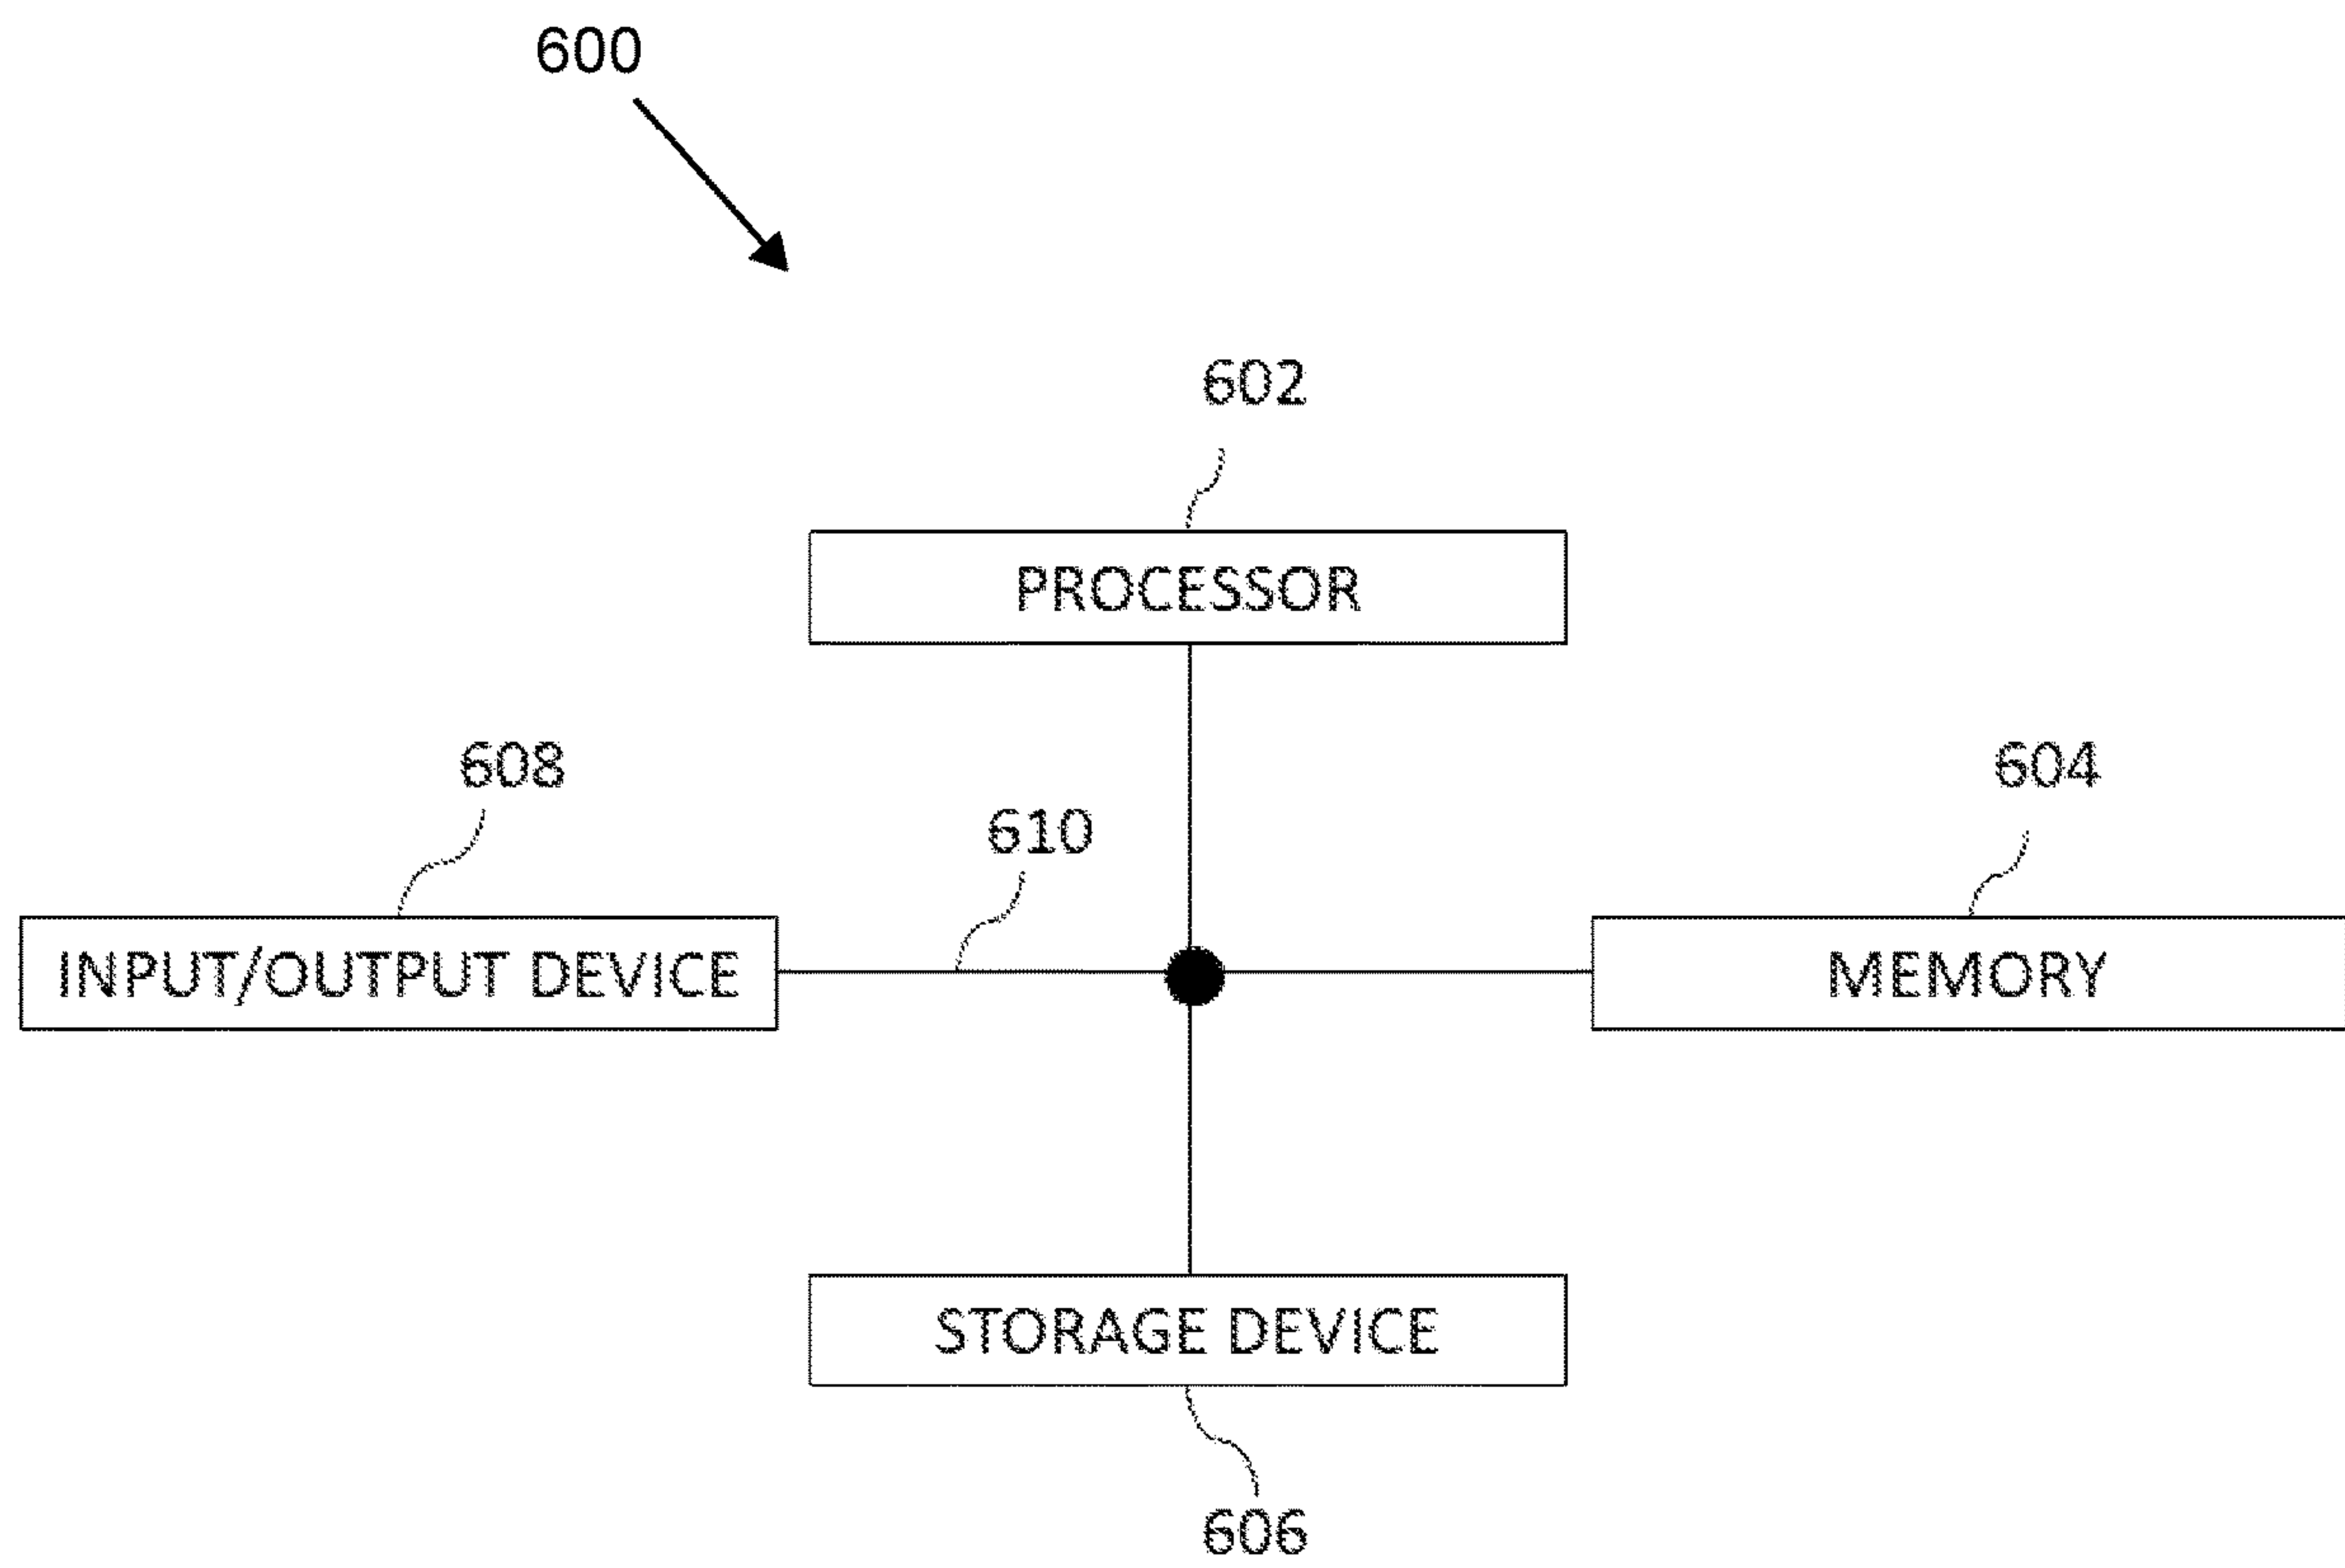 600
602
PROCESSOR
608
604
610
INPUT/OUTPUT DEVICE
MEMORY
STORAGE DEVICE
606